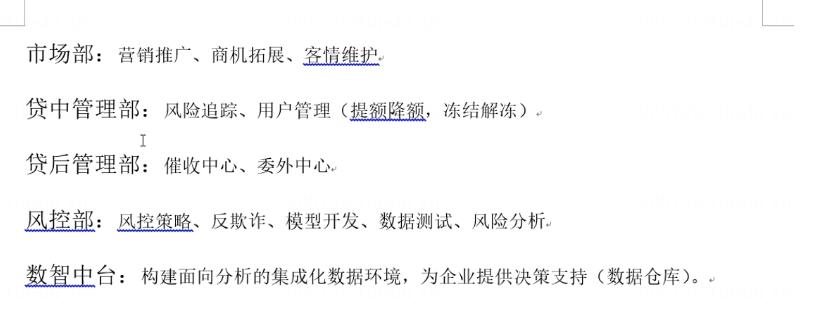 市场部：营销推广、商机拓展、客情维护
贷中管理部：风险追踪、用户管理（提额降额，冻结解冻）
贷后管理部：催收中心、委外中心
风控部：风控策略、反欺诈、模型开发、数据测试、风险分析
数智中台：构建面向分析的集成化数据环境，为企业提供决策支持（数据仓库）。